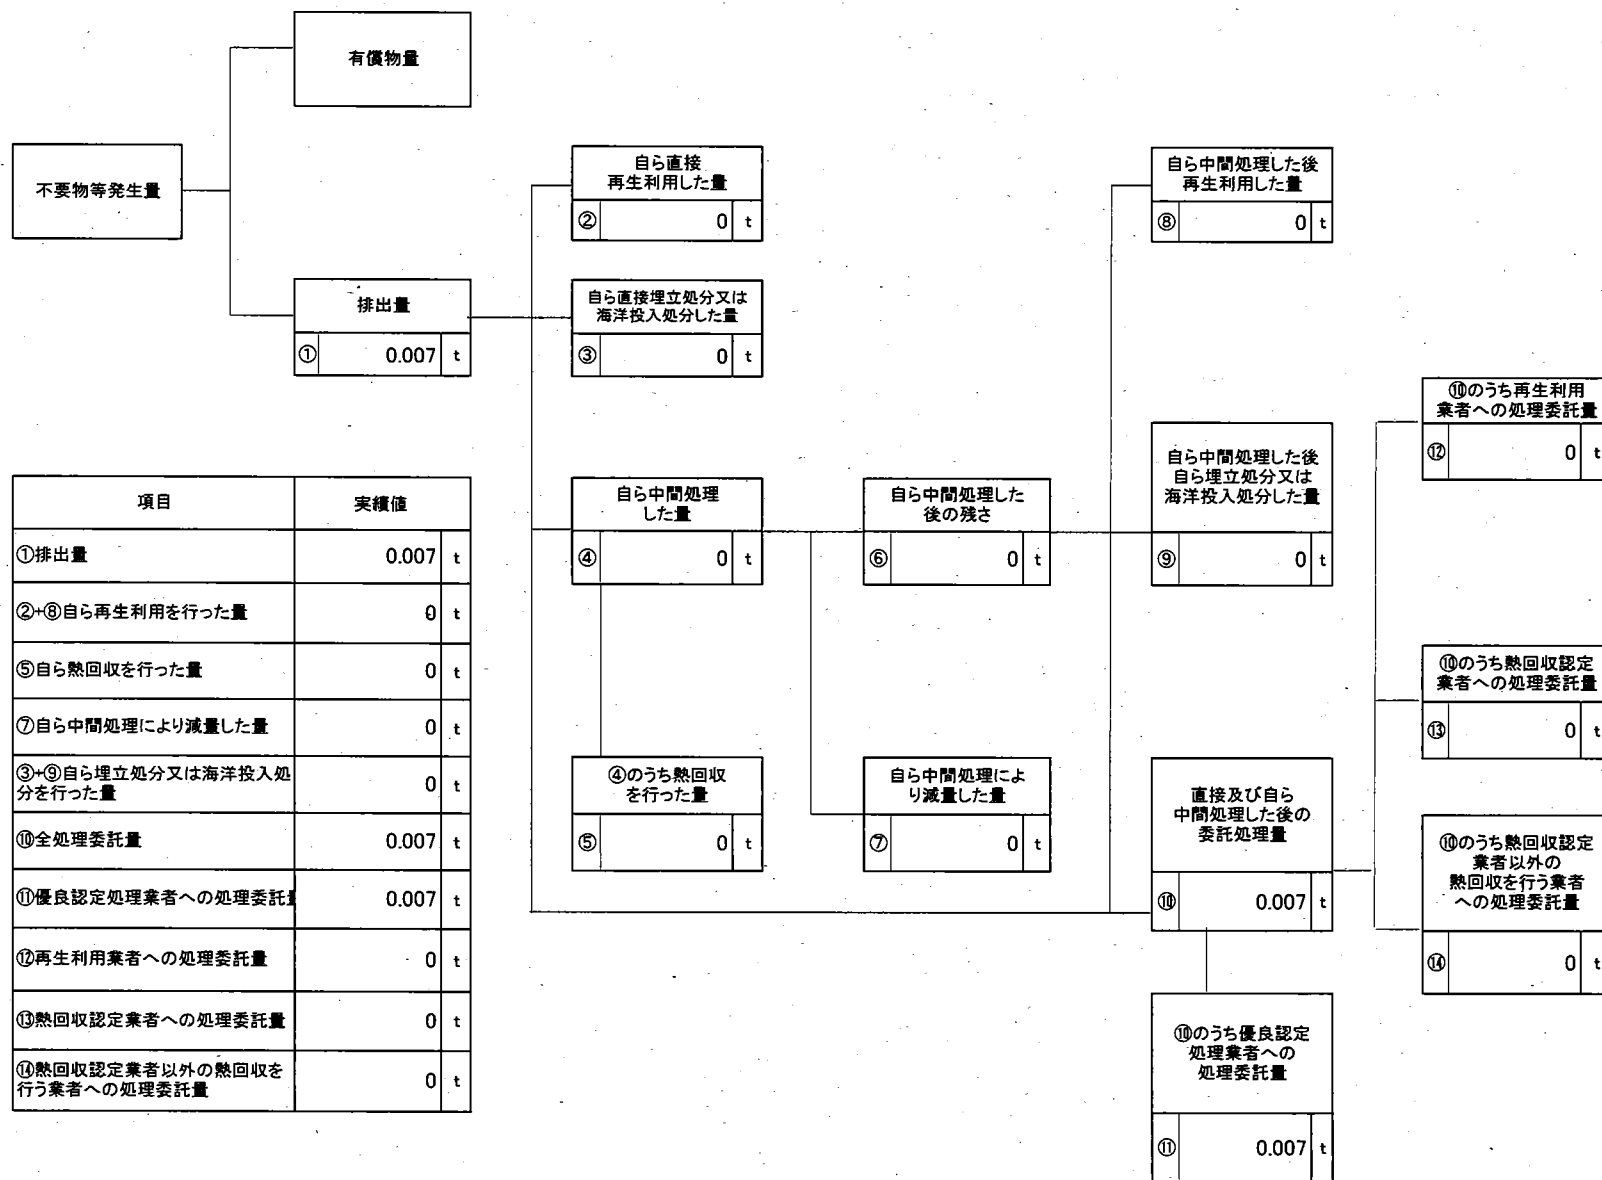 有償物量
不要物等発生量
排出量
① 0.007 t
自ら直接
再生利用した量
② 0 t
自ら直接埋立処分又は
海洋投入処分した量
③ 0 t
自ら中間処理
した量
④ 0 t
④のうち熱回収
を行った量
⑤ 0 t
自ら中間処理した
後の残さ
⑥ 0 t
自ら中間処理によ
り減量した量
⑦ 0 t
自ら中間処理した後
再生利用した量
⑧ 0 t
自ら中間処理した後
自ら埋立処分又は
海洋投入処分した量
⑨ 0 t
直接及び自ら
中間処理した後の
委託処理量
⑩ 0.007 t
⑩のうち優良認定
処理業者への
処理委託量
⑪ 0.007 t
⑩のうち再生利用
業者への処理委託量
⑫ 0 t
⑩のうち熱回収認定
業者への処理委託量
⑬ 0 t
⑩のうち熱回収認定
業者以外の
熱回収を行う業者
への処理委託量
⑭ 0 t
項目 実績値
①排出量 0.007 t
②+⑧自ら再生利用を行った量 0 t
⑤自ら熱回収を行った量 0 t
⑦自ら中間処理により減量した量 0 t
③+⑨自ら埋立処分又は海洋投入処
分を行った量 0 t
⑩全処理委託量 0.007 t
⑪優良認定処理業者への処理委託量 0.007 t
⑫再生利用業者への処理委託量 0 t
⑬熱回収認定業者への処理委託量 0 t
⑭熱回収認定業者以外の熱回収を
行う業者への処理委託量 0 t